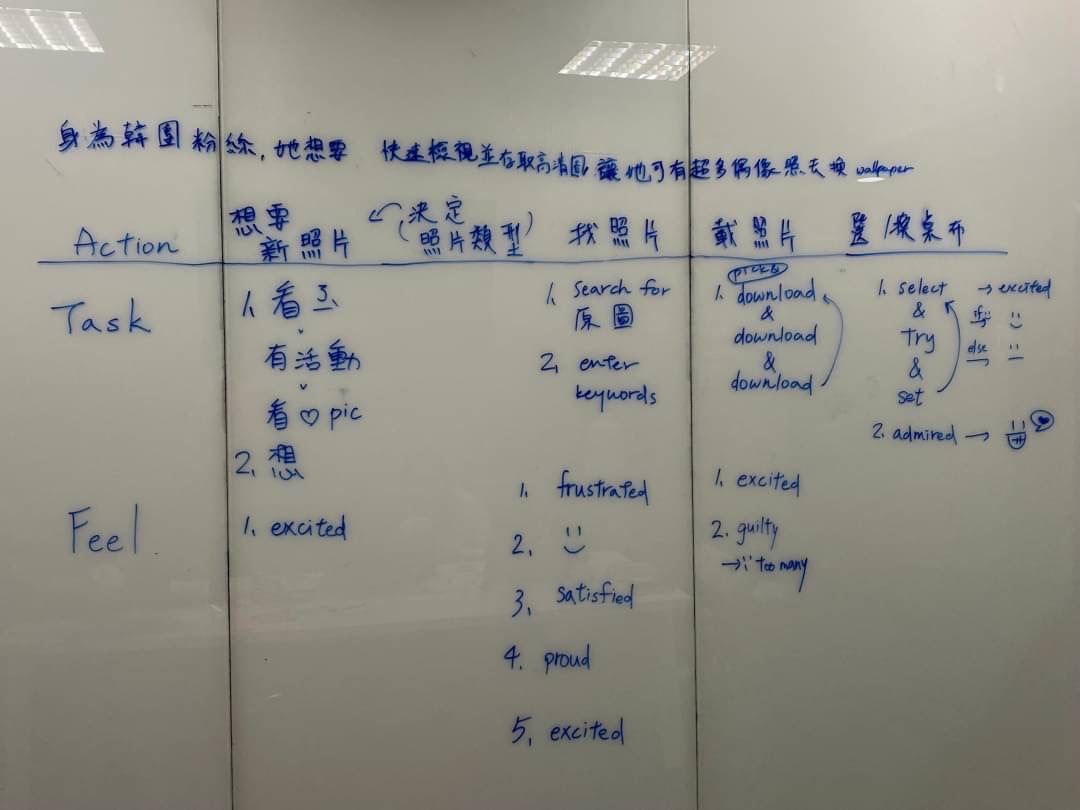 身為韓團粉絲,她想要 快速檢視並存取高清圖 讓他可有超多偶像照去換 wallpaper
Action
想要
新照片
(決定
照片類型)
找照片
載照片
選/換桌布
Task
1. 看
有活動
看♡pic
2. 想
1. search for
原圖
2. enter
keywords
1. download
&
download
&
download
1. select → excited
&
Try
&
set
if
else
2. admired →
Feel
1. excited
1. frustrated
2.
3. satisfied
4. proud
5. excited
1. excited
2. guilty
→ ∵ too many